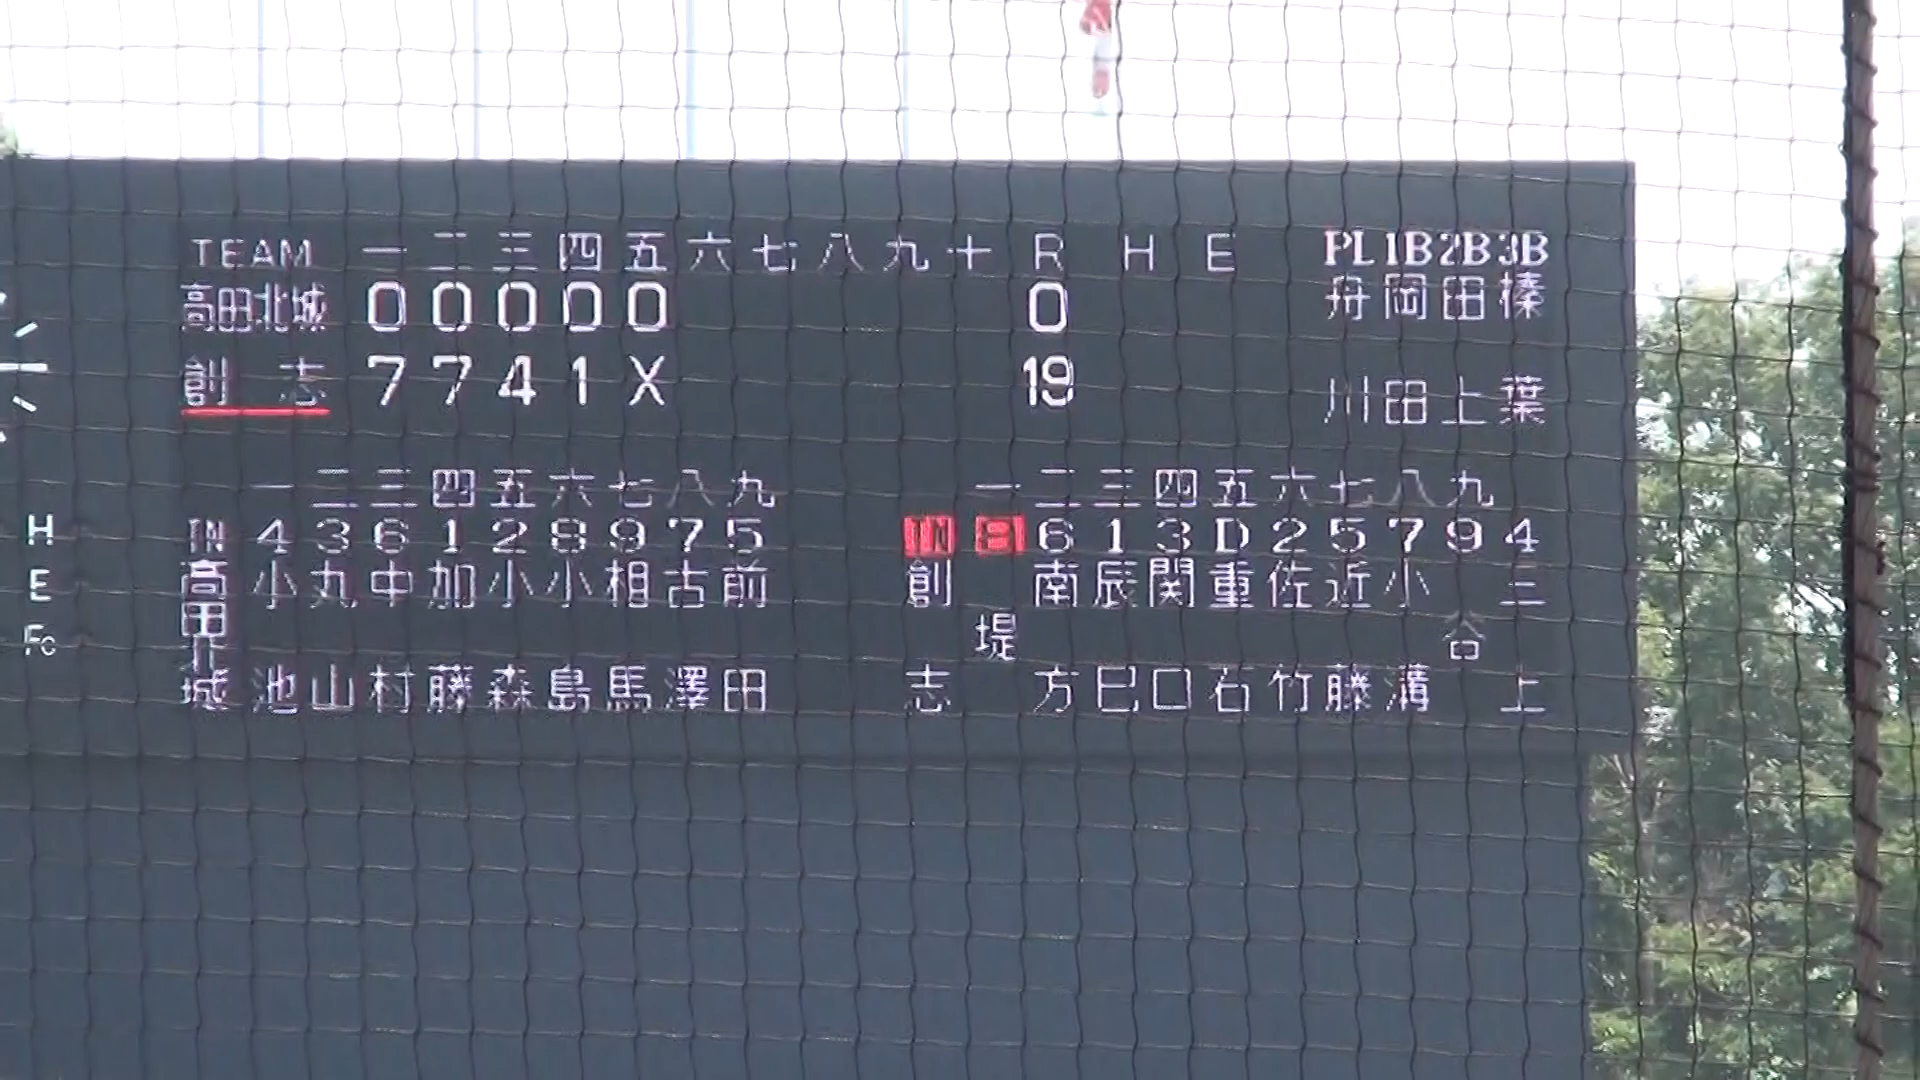 TEAM 一 二 三 四 五 六 七 八 九 十 R H E PL 1B 2B 3B
高田北城 0 0 0 0 0 0 舟 岡 田 榛
創 志 7 7 4 1 X 19 川 田 上 葉
一 二 三 四 五 六 七 八 九 一 二 三 四 五 六 七 八 九
H IN 4 3 6 1 2 8 9 7 5 IN 8 6 1 3 D 2 5 7 9 4
E 高田北城 小池 丸山 中村 加藤 小森 小島 相馬 古澤 前田 創志 堤 南方 辰巳 関口 重石 佐竹 近藤 小溝 谷 三上
Fc